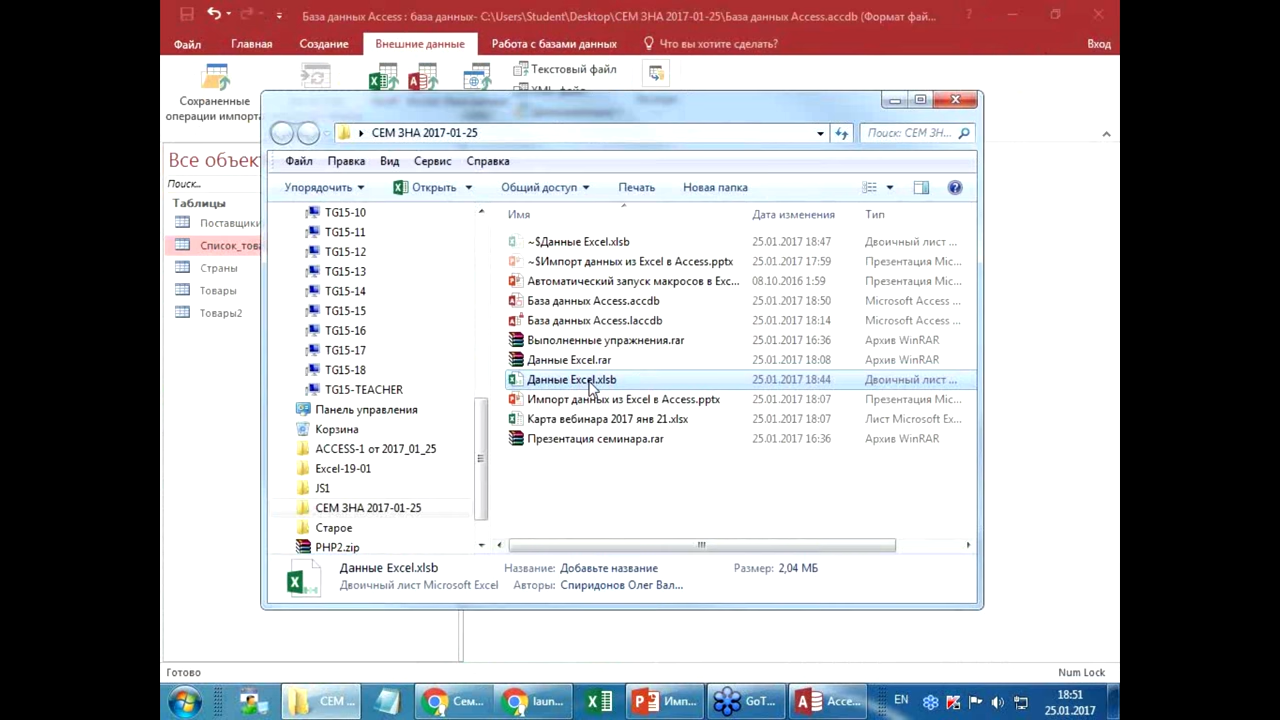 База данных Access : база данных- C:\Users\Student\Desktop\СЕМ ЗНА 2017-01-25\База данных Access.accdb (Формат фай...
Файл Главная Создание Внешние данные Работа с базами данных Что вы хотите сделать? Вход
Сохраненные
операции импорта
Текстовый файл
СЕМ ЗНА 2017-01-25
Поиск: СЕМ ЗН...
Файл Правка Вид Сервис Справка
Упорядочить Открыть Общий доступ Печать Новая папка
Все объек
Поиск...
Таблицы
Поставщики
Список_това
Страны
Товары
Товары2
TG15-10
TG15-11
TG15-12
TG15-13
TG15-14
TG15-15
TG15-16
TG15-17
TG15-18
TG15-TEACHER
Панель управления
Корзина
ACCESS-1 от 2017_01_25
Excel-19-01
JS1
СЕМ ЗНА 2017-01-25
Старое
PHP2.zip
Имя Дата изменения Тип
~$Данные Excel.xlsb 25.01.2017 18:47 Двоичный лист ...
~$Импорт данных из Excel в Access.pptx 25.01.2017 17:59 Презентация Mic...
Автоматический запуск макросов в Exc... 08.10.2016 1:59 Презентация Mic...
База данных Access.accdb 25.01.2017 18:50 Microsoft Access ...
База данных Access.laccdb 25.01.2017 18:14 Microsoft Access ...
Выполненные упражнения.rar 25.01.2017 16:36 Архив WinRAR
Данные Excel.rar 25.01.2017 18:08 Архив WinRAR
Данные Excel.xlsb 25.01.2017 18:44 Двоичный лист ...
Импорт данных из Excel в Access.pptx 25.01.2017 18:07 Презентация Mic...
Карта вебинара 2017 янв 21.xlsx 25.01.2017 18:07 Лист Microsoft Ex...
Презентация семинара.rar 25.01.2017 16:36 Архив WinRAR
Данные Excel.xlsb Название: Добавьте название Размер: 2,04 МБ
Двоичный лист Microsoft Excel Авторы: Спиридонов Олег Вал...
Готово Num Lock
СЕМ ... Сем... laun... Имп... GoT... Acce... EN 18:51
25.01.2017